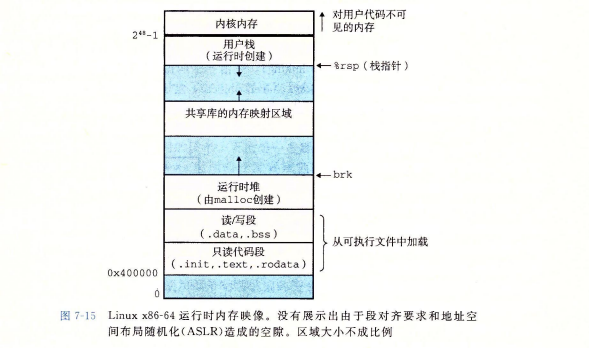 内核内存
对用户代码不可
见的内存
2⁴⁸-1
用户栈
(运行时创建)
%rsp (栈指针)
共享库的内存映射区域
brk
运行时堆
(由malloc创建)
读/写段
(.data,.bss)
从可执行文件中加载
只读代码段
(.init,.text,.rodata)
0x400000
0
图 7-15 Linux x86-64 运行时内存映像。没有展示出由于段对齐要求和地址空
间布局随机化(ASLR)造成的空隙。区域大小不成比例